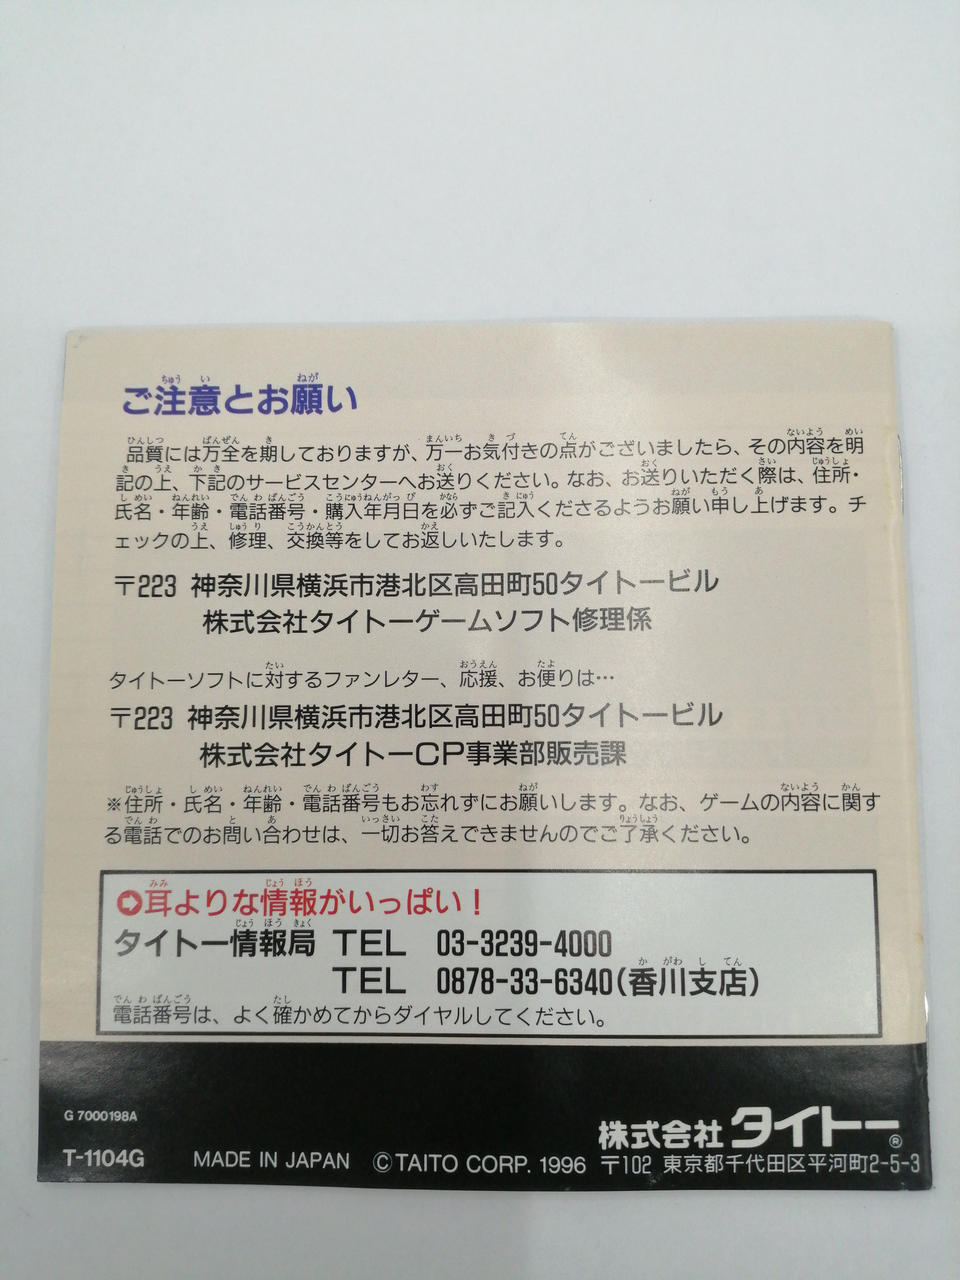 ご注意とお願い
品質には万全を期しておりますが、万一お気付きの点がございましたら、その内容を明
記の上、下記のサービスセンターへお送りください。なお、お送りいただく際は、住所・
氏名・年齢・電話番号・購入年月日を必ずご記入くださるようお願い申し上げます。チ
ェックの上、修理、交換等をしてお返しいたします。
〒223 神奈川県横浜市港北区高田町50タイトービル
株式会社タイトーゲームソフト修理係
タイトーソフトに対するファンレター、応援、お便りは…
〒223 神奈川県横浜市港北区高田町50タイトービル
株式会社タイトーCP事業部販売課
※住所・氏名・年齢・電話番号もお忘れずにお願いします。なお、ゲームの内容に関す
る電話でのお問い合わせは、一切お答えできませんのでご了承ください。
耳よりな情報がいっぱい!
タイトー情報局 TEL 03-3239-4000
TEL 0878-33-6340(香川支店)
電話番号は、よく確かめてからダイヤルしてください。
G 7000198A
株式会社タイトー®
T-1104G MADE IN JAPAN ©TAITO CORP. 1996 〒102 東京都千代田区平河町2-5-3